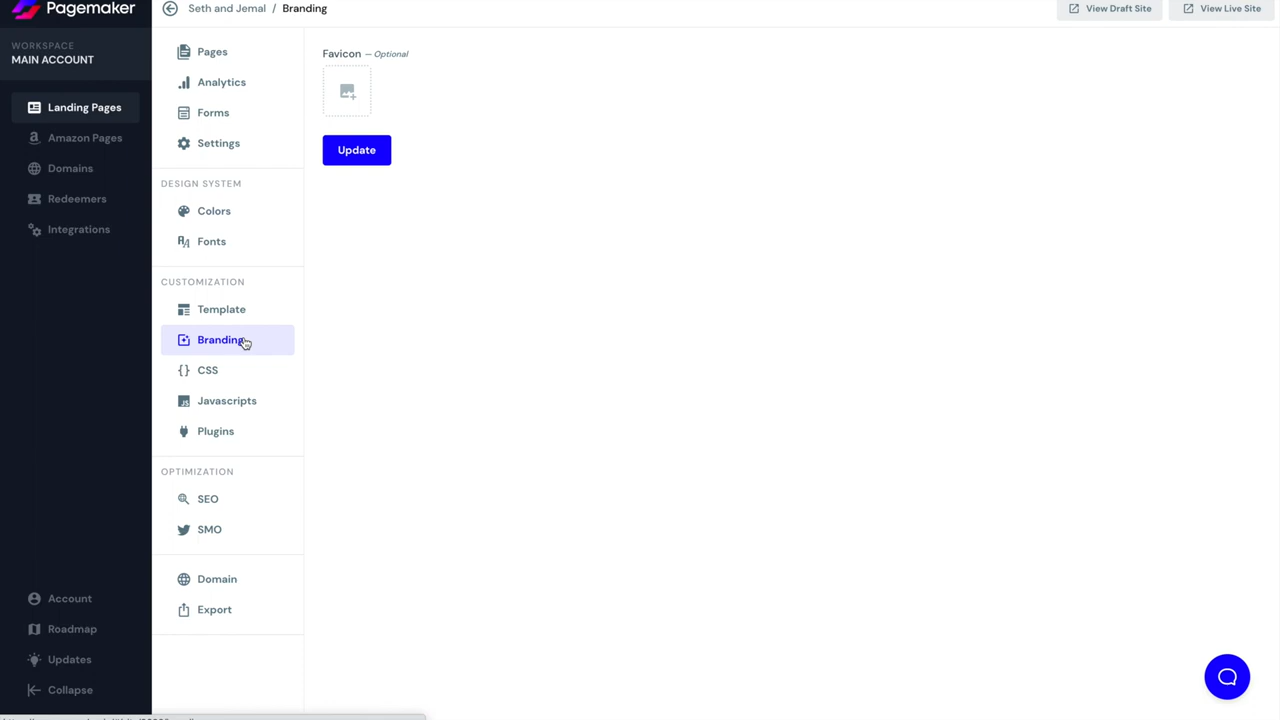 Pagemaker
Seth and Jemal / Branding
View Draft Site
View Live Site
WORKSPACE
MAIN ACCOUNT
Landing Pages
Amazon Pages
Domains
Redeemers
Integrations
Account
Roadmap
Updates
Collapse
Pages
Analytics
Forms
Settings
DESIGN SYSTEM
Colors
Fonts
CUSTOMIZATION
Template
Branding
CSS
Javascripts
Plugins
OPTIMIZATION
SEO
SMO
Domain
Export
Favicon — Optional
Update